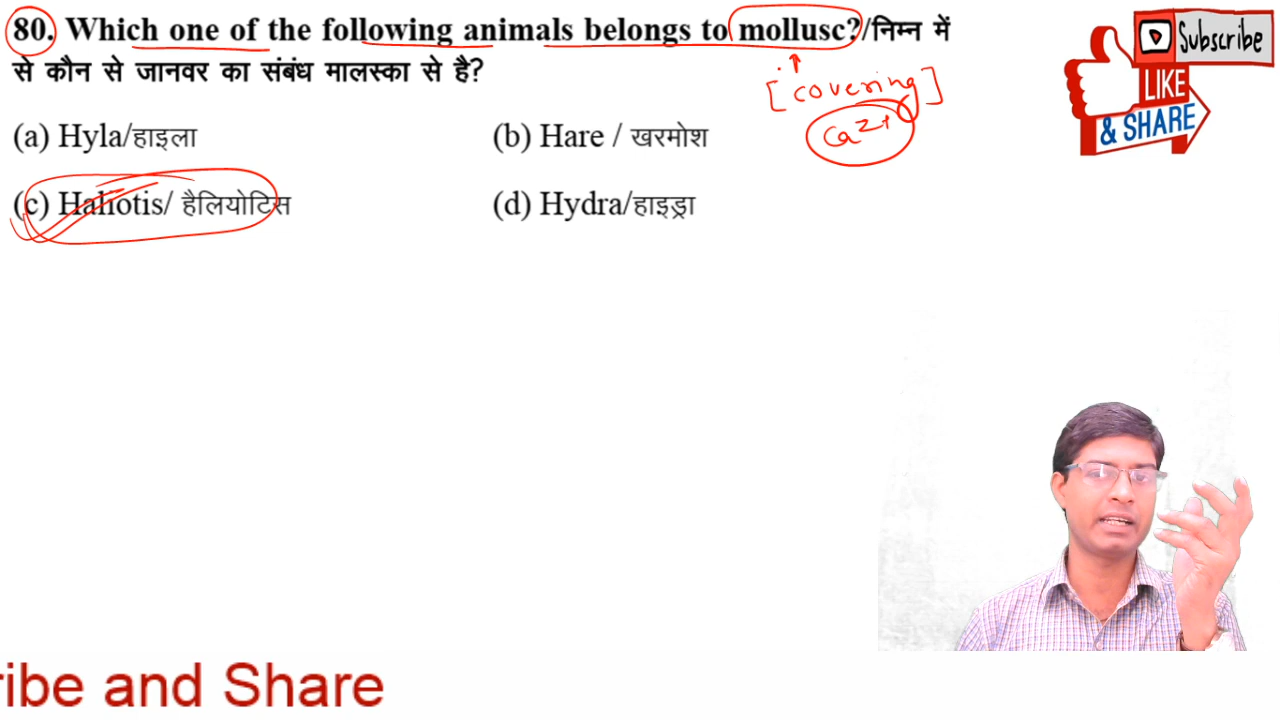 80. Which one of the following animals belongs to mollusc?/निम्न में
से कौन से जानवर का संबंध मालस्का से है?
[covering]
Ca2+
(a) Hyla/हाइला
(b) Hare / खरमोश
(c) Haliotis/ हैलियोटिस
(d) Hydra/हाइड्रा
Subscribe
LIKE
& SHARE
ribe and Share